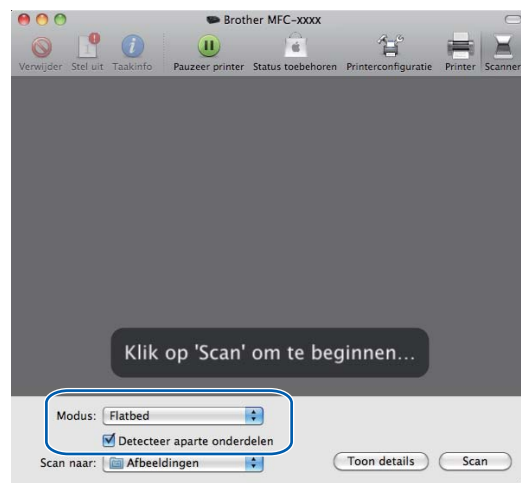 Brother MFC-xxxx
Verwijder Stel uit Taakinfo Pauzeer printer Status toebehoren Printerconfiguratie Printer Scanner
Klik op 'Scan' om te beginnen...
Modus: Flatbed
Detecteer aparte onderdelen
Scan naar: Afbeeldingen Toon details Scan